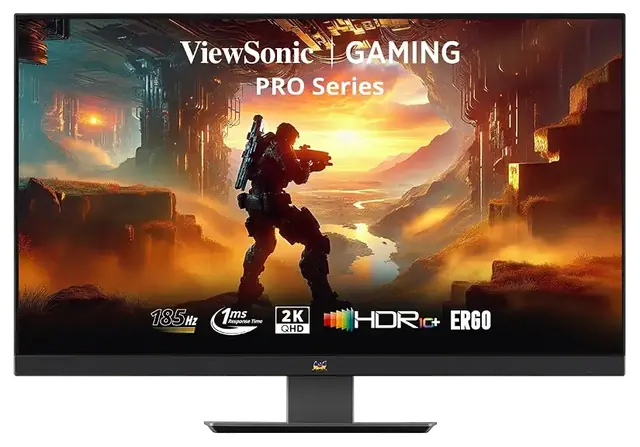 ViewSonic | GAMING
PRO Series
185Hz 1ms Response Time 2K QHD HDR10+ ERGO